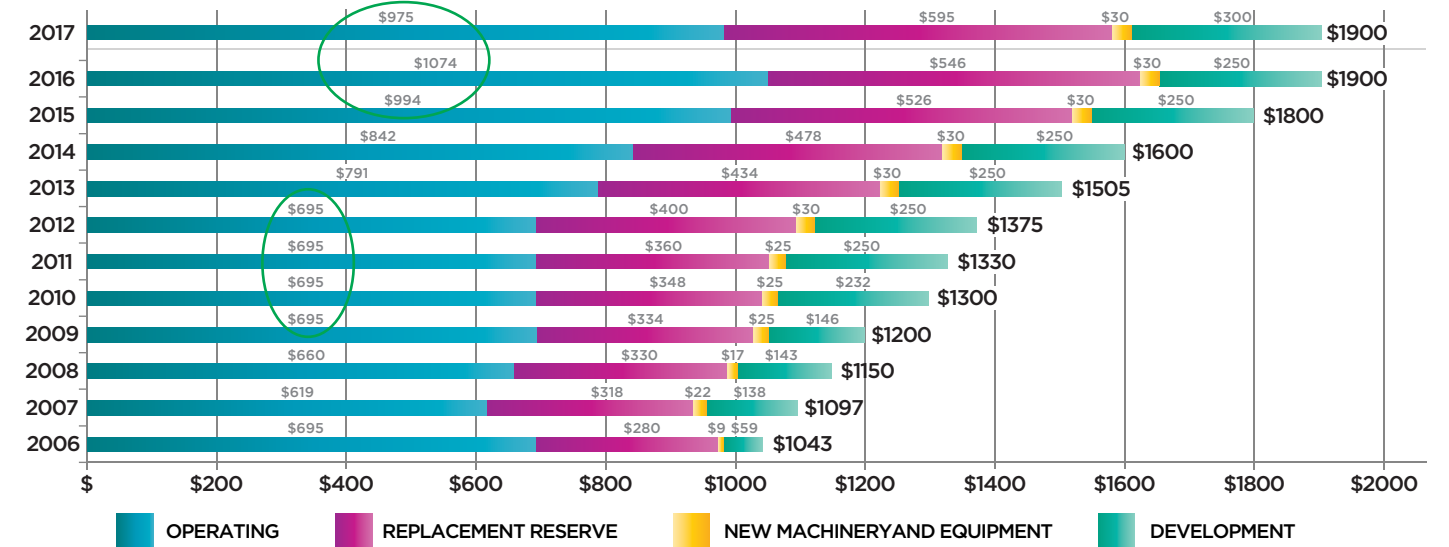 $975 $595 $30 $300
2017 $1900
$1074 $546 $30 $250
2016 $1900
$994 $526 $30 $250
2015 $1800
$842 $478 $30 $250
2014 $1600
$791 $434 $30 $250
2013 $1505
$695 $400 $30 $250
2012 $1375
$695 $360 $25 $250
2011 $1330
$695 $348 $25 $232
2010 $1300
$695 $334 $25 $146
2009 $1200
$660 $330 $17 $143
2008 $1150
$619 $318 $22 $138
2007 $1097
$695 $280 $9 $59
2006 $1043
$ $200 $400 $600 $800 $1000 $1200 $1400 $1600 $1800 $2000
OPERATING REPLACEMENT RESERVE NEW MACHINERYAND EQUIPMENT DEVELOPMENT